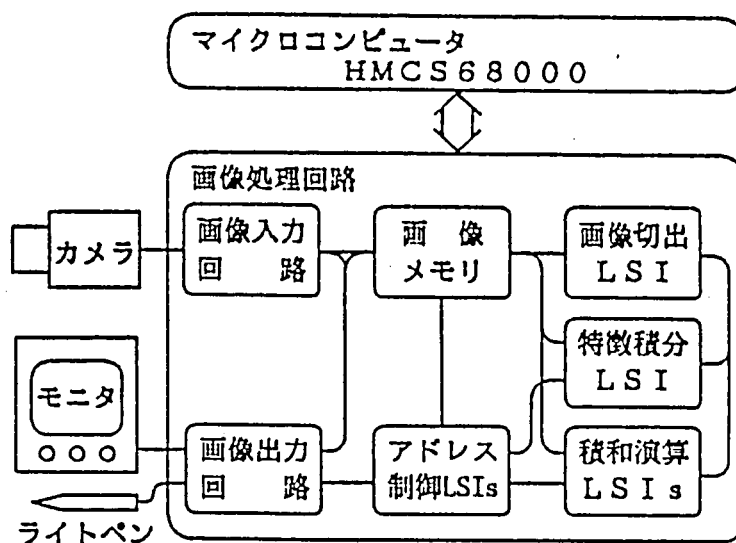 マイクロコンピュータ
HMCS68000
画像処理回路
カメラ
画像入力
回路
画像
メモリ
画像切出
LSI
特徴積分
LSI
モニタ
画像出力
回路
アドレス
制御LSIs
積和演算
LSIs
ライトペン